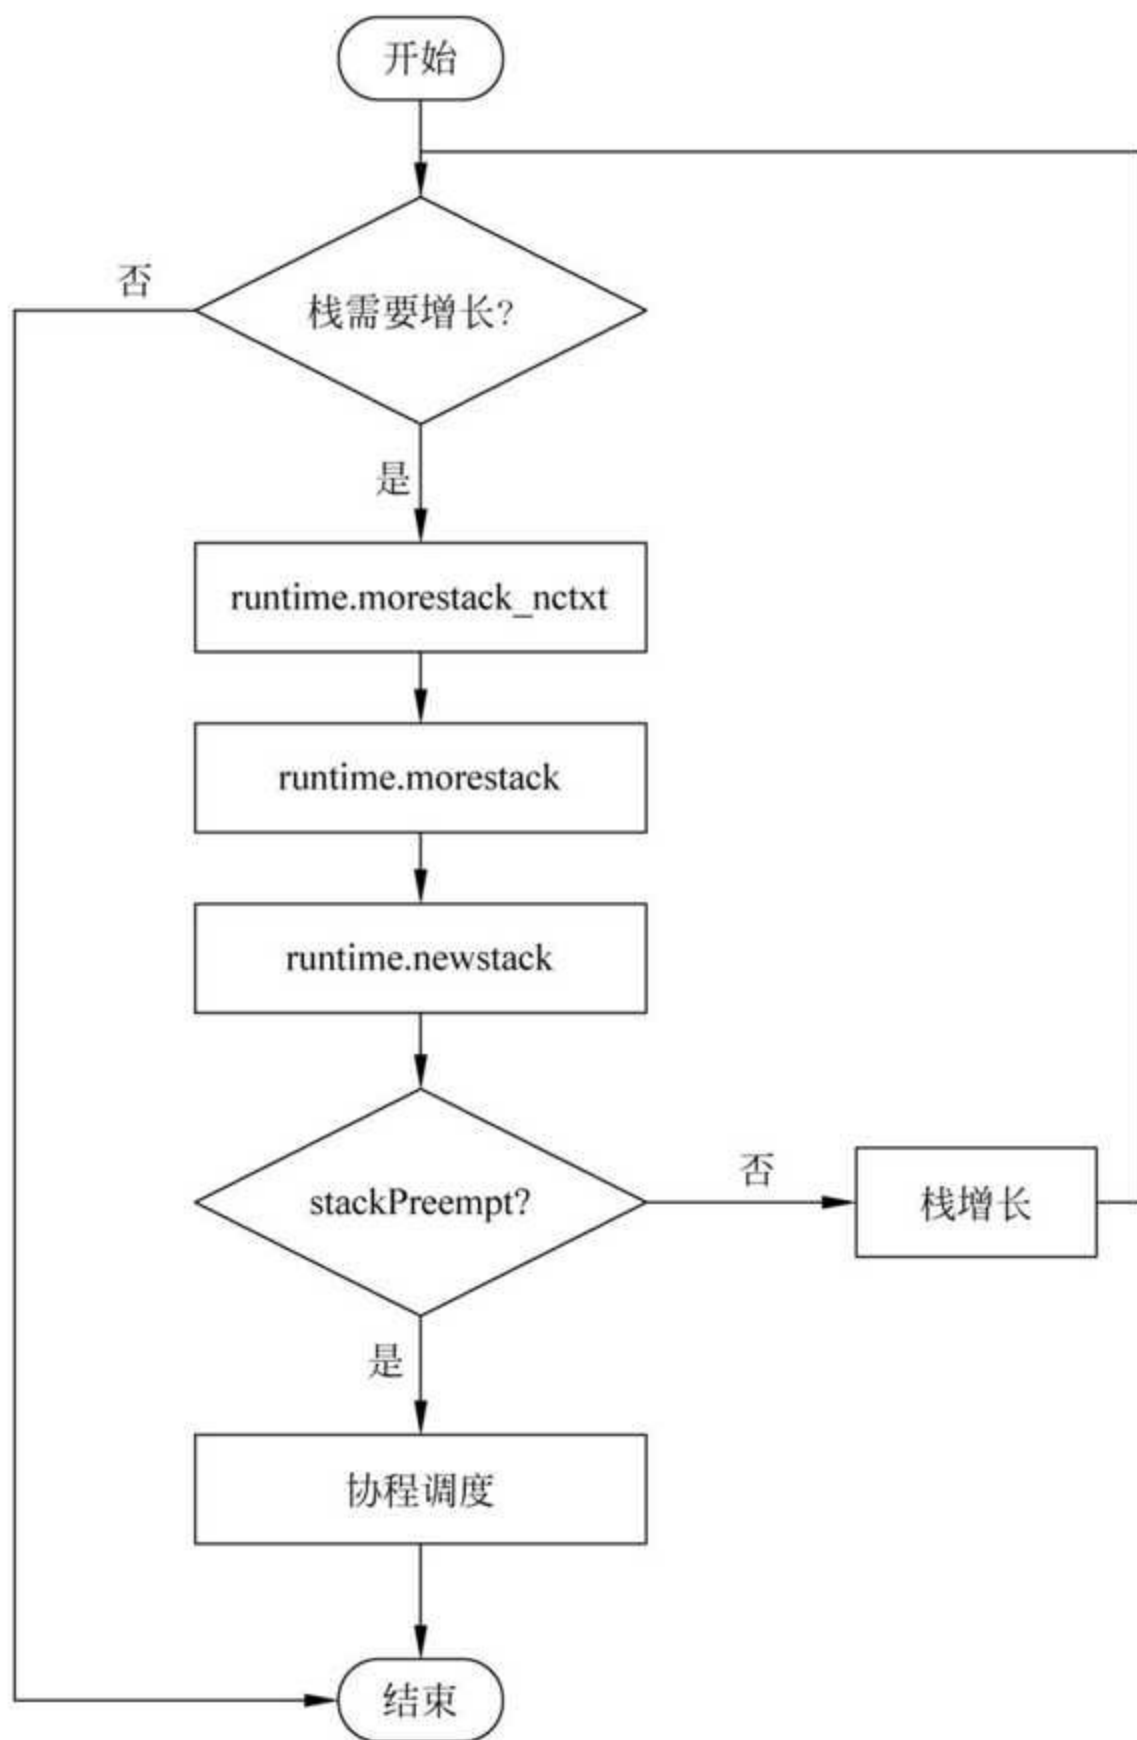 开始
否
栈需要增长?
是
runtime.morestack_nctxt
runtime.morestack
runtime.newstack
stackPreempt?
否
栈增长
是
协程调度
结束